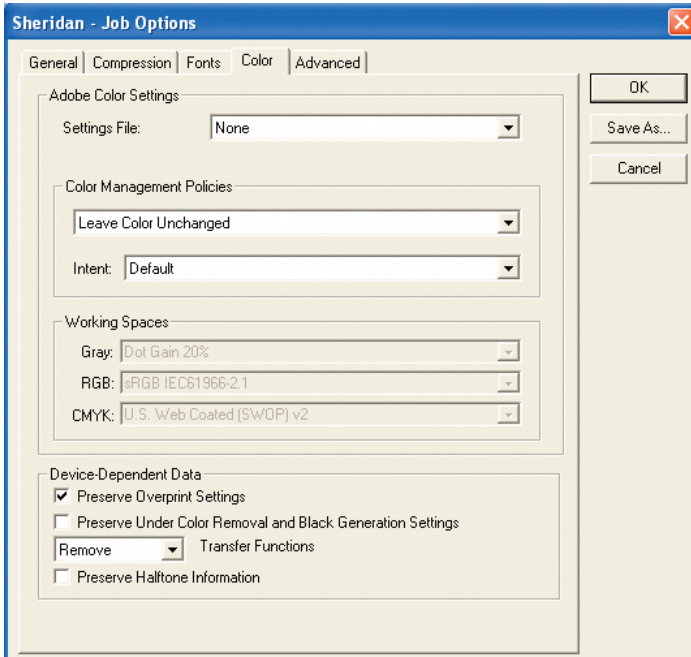 Sheridan - Job Options
General Compression Fonts Color Advanced
OK
Save As...
Cancel
Adobe Color Settings
Settings File: None
Color Management Policies
Leave Color Unchanged
Intent: Default
Working Spaces
Gray: Dot Gain 20%
RGB: sRGB IEC61966-2.1
CMYK: U.S. Web Coated (SWOP) v2
Device-Dependent Data
Preserve Overprint Settings
Preserve Under Color Removal and Black Generation Settings
Remove Transfer Functions
Preserve Halftone Information